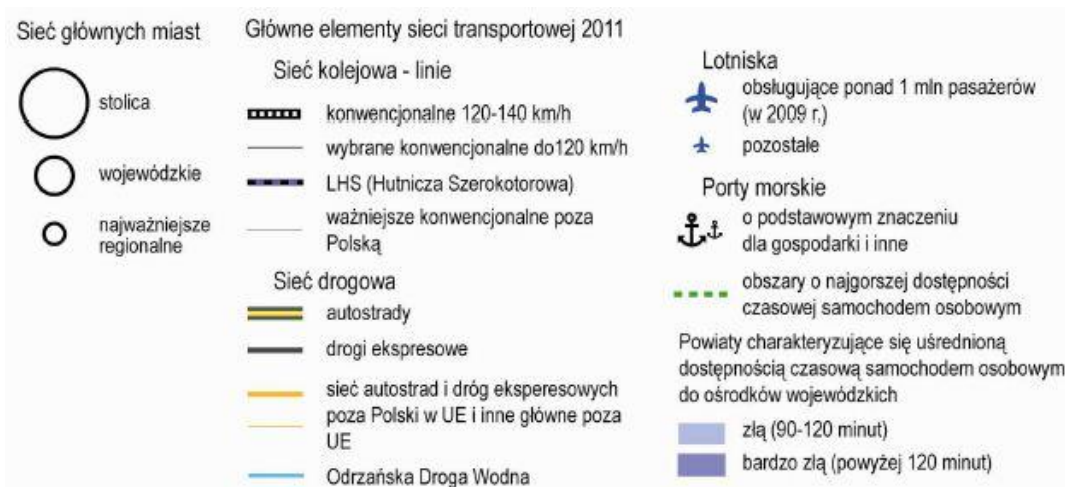 Sieć głównych miast
stolica
wojewódzkie
najważniejsze
regionalne
Główne elementy sieci transportowej 2011
Sieć kolejowa - linie
konwencjonalne 120-140 km/h
wybrane konwencjonalne do120 km/h
LHS (Hutnicza Szerokotorowa)
ważniejsze konwencjonalne poza
Polską
Sieć drogowa
autostrady
drogi ekspresowe
sieć autostrad i dróg eksperesowych
poza Polski w UE i inne główne poza
UE
Odrzańska Droga Wodna
Lotniska
obsługujące ponad 1 mln pasażerów
(w 2009 r.)
pozostałe
Porty morskie
o podstawowym znaczeniu
dla gospodarki i inne
obszary o najgorszej dostępności
czasowej samochodem osobowym
Powiaty charakteryzujące się uśrednioną
dostępnością czasową samochodem osobowym
do ośrodków wojewódzkich
złą (90-120 minut)
bardzo złą (powyżej 120 minut)